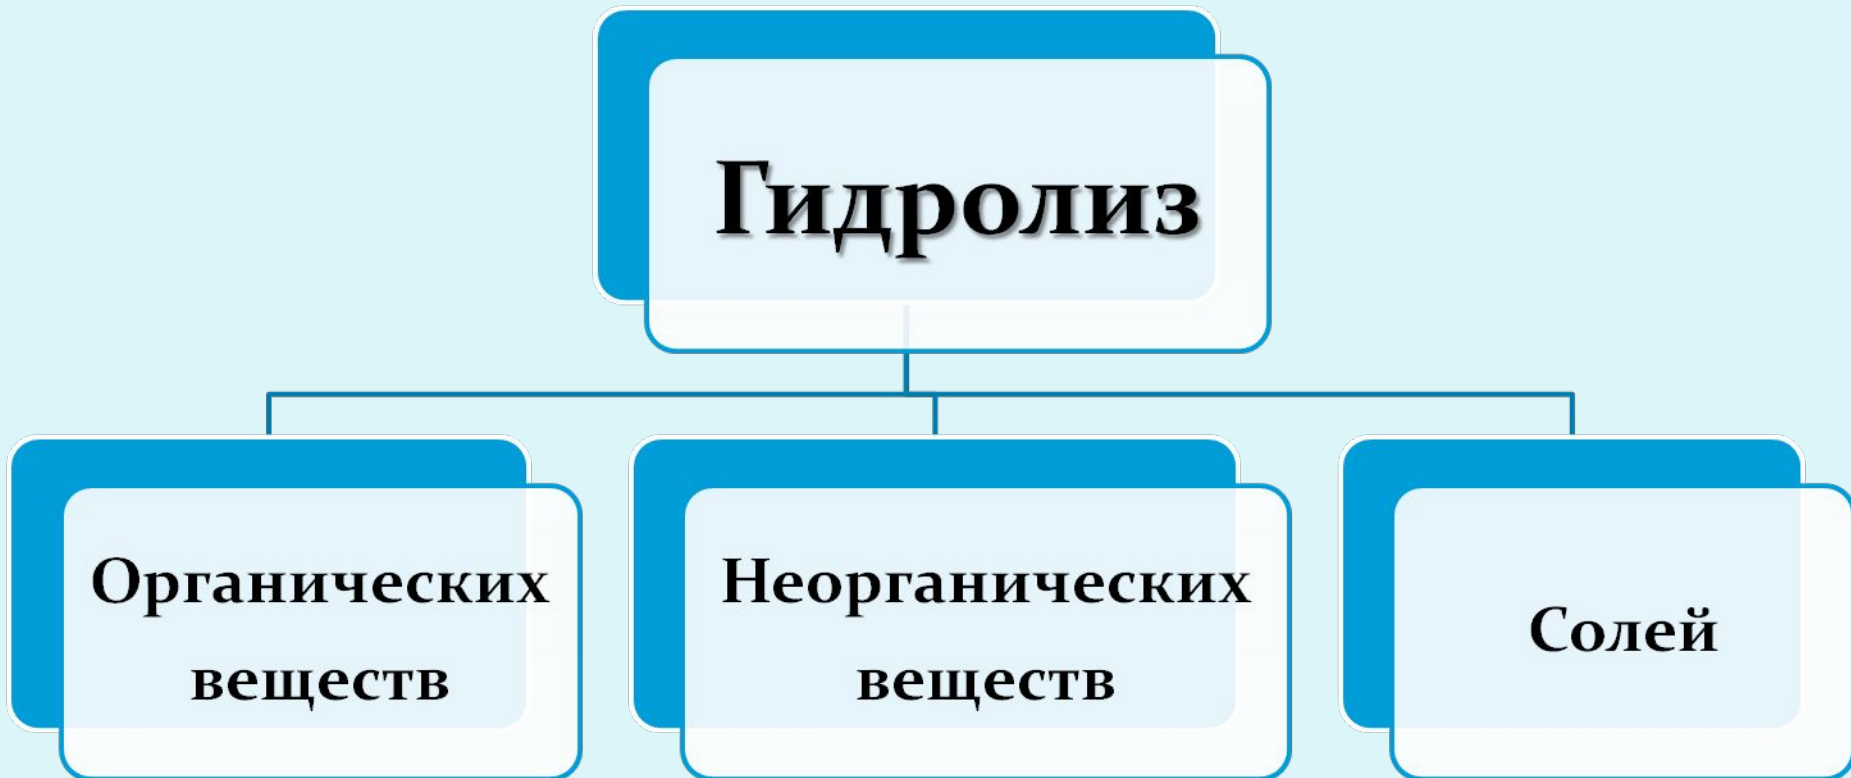 Гидролиз
Органических
веществ
Неорганических
веществ
Солей